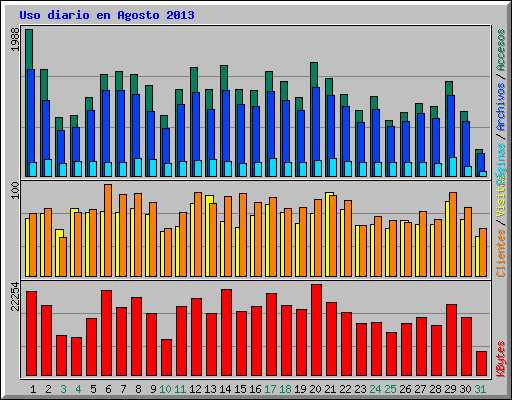 Uso diario en Agosto 2013
1988
100
22254
Páginas / Archivos / Accesos
Clientes / Visitas
KBytes
1 2 3 4 5 6 7 8 9 10 11 12 13 14 15 16 17 18 19 20 21 22 23 24 25 26 27 28 29 30 31